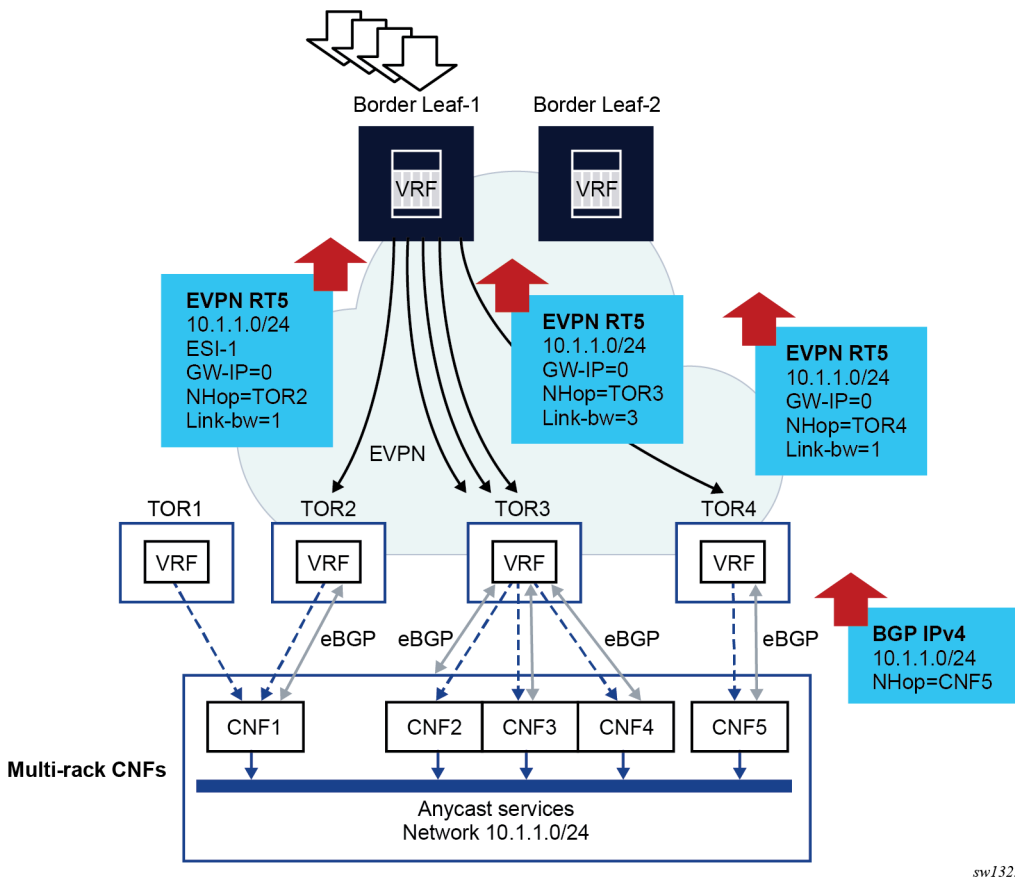 Border Leaf-1
Border Leaf-2
VRF
VRF
EVPN RT5
10.1.1.0/24
ESI-1
GW-IP=0
NHop=TOR2
Link-bw=1
EVPN RT5
10.1.1.0/24
GW-IP=0
NHop=TOR3
Link-bw=3
EVPN RT5
10.1.1.0/24
GW-IP=0
NHop=TOR4
Link-bw=1
EVPN
TOR1
TOR2
TOR3
TOR4
VRF
VRF
VRF
VRF
eBGP
eBGP
eBGP
eBGP
BGP IPv4
10.1.1.0/24
NHop=CNF5
CNF1
CNF2
CNF3
CNF4
CNF5
Multi-rack CNFs
Anycast services
Network 10.1.1.0/24